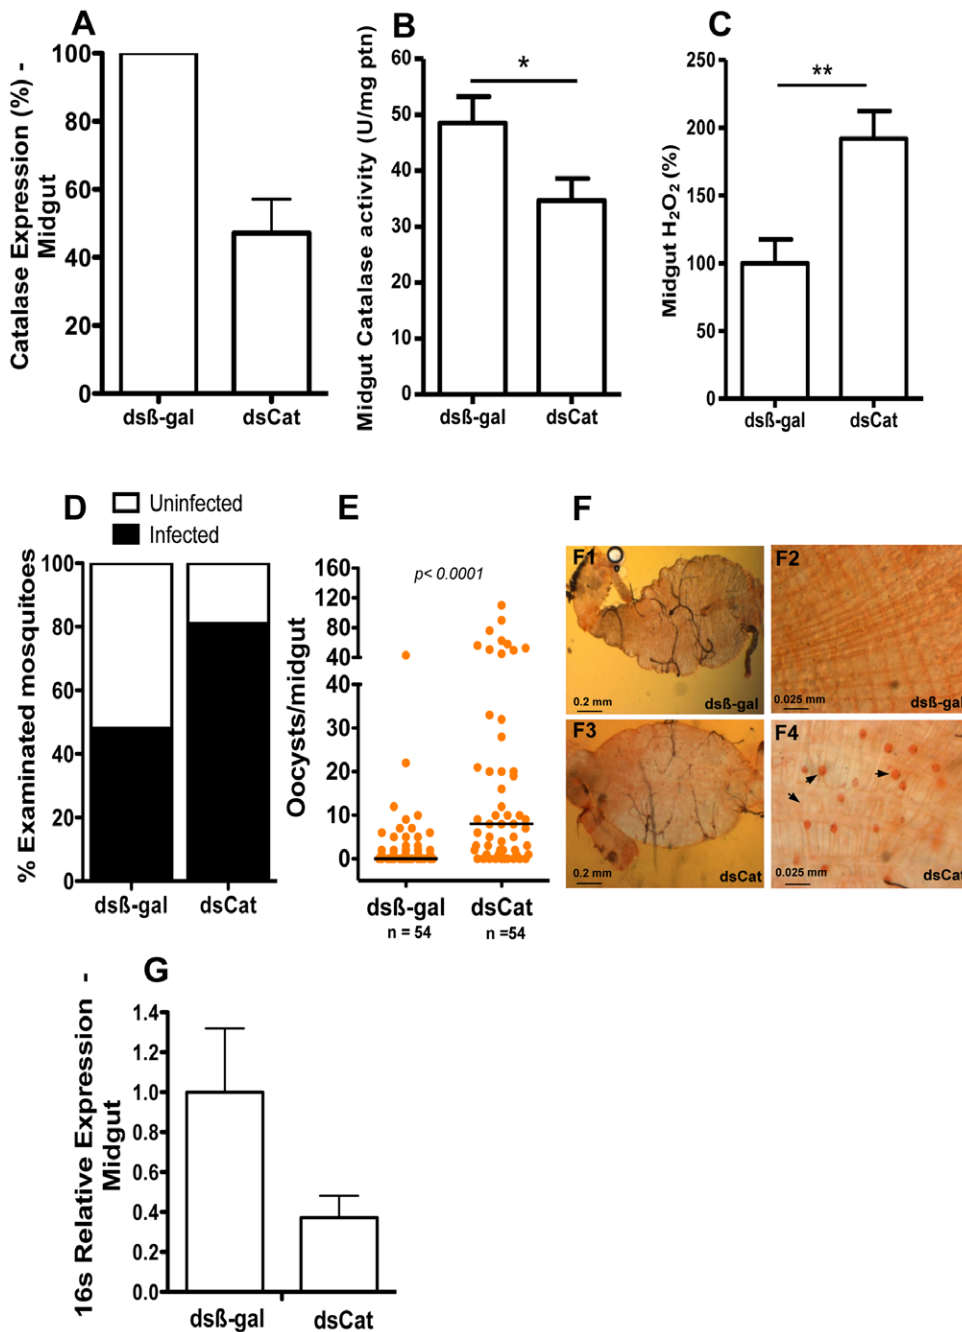 A
Catalase Expression (%) -
Midgut
100
80
60
40
20
0
dsß-gal
dsCat
B
Midgut Catalase activity (U/mg ptn)
60
50
40
30
20
10
0
*
dsß-gal
dsCat
C
Midgut H₂O₂ (%)
250
200
150
100
50
0
**
dsß-gal
dsCat
D
Uninfected
Infected
% Examinated mosquitoes
100
80
60
40
20
0
dsß-gal
dsCat
E
Oocysts/midgut
160
120
80
40
40
30
20
10
0
p< 0.0001
dsß-gal
dsCat
n = 54
n =54
F
F1
0.2 mm
dsß-gal
F2
0.025 mm
dsß-gal
F3
0.2 mm
dsCat
F4
0.025 mm
dsCat
G
16s Relative Expression -
Midgut
1.4
1.2
1.0
0.8
0.6
0.4
0.2
0.0
dsß-gal
dsCat